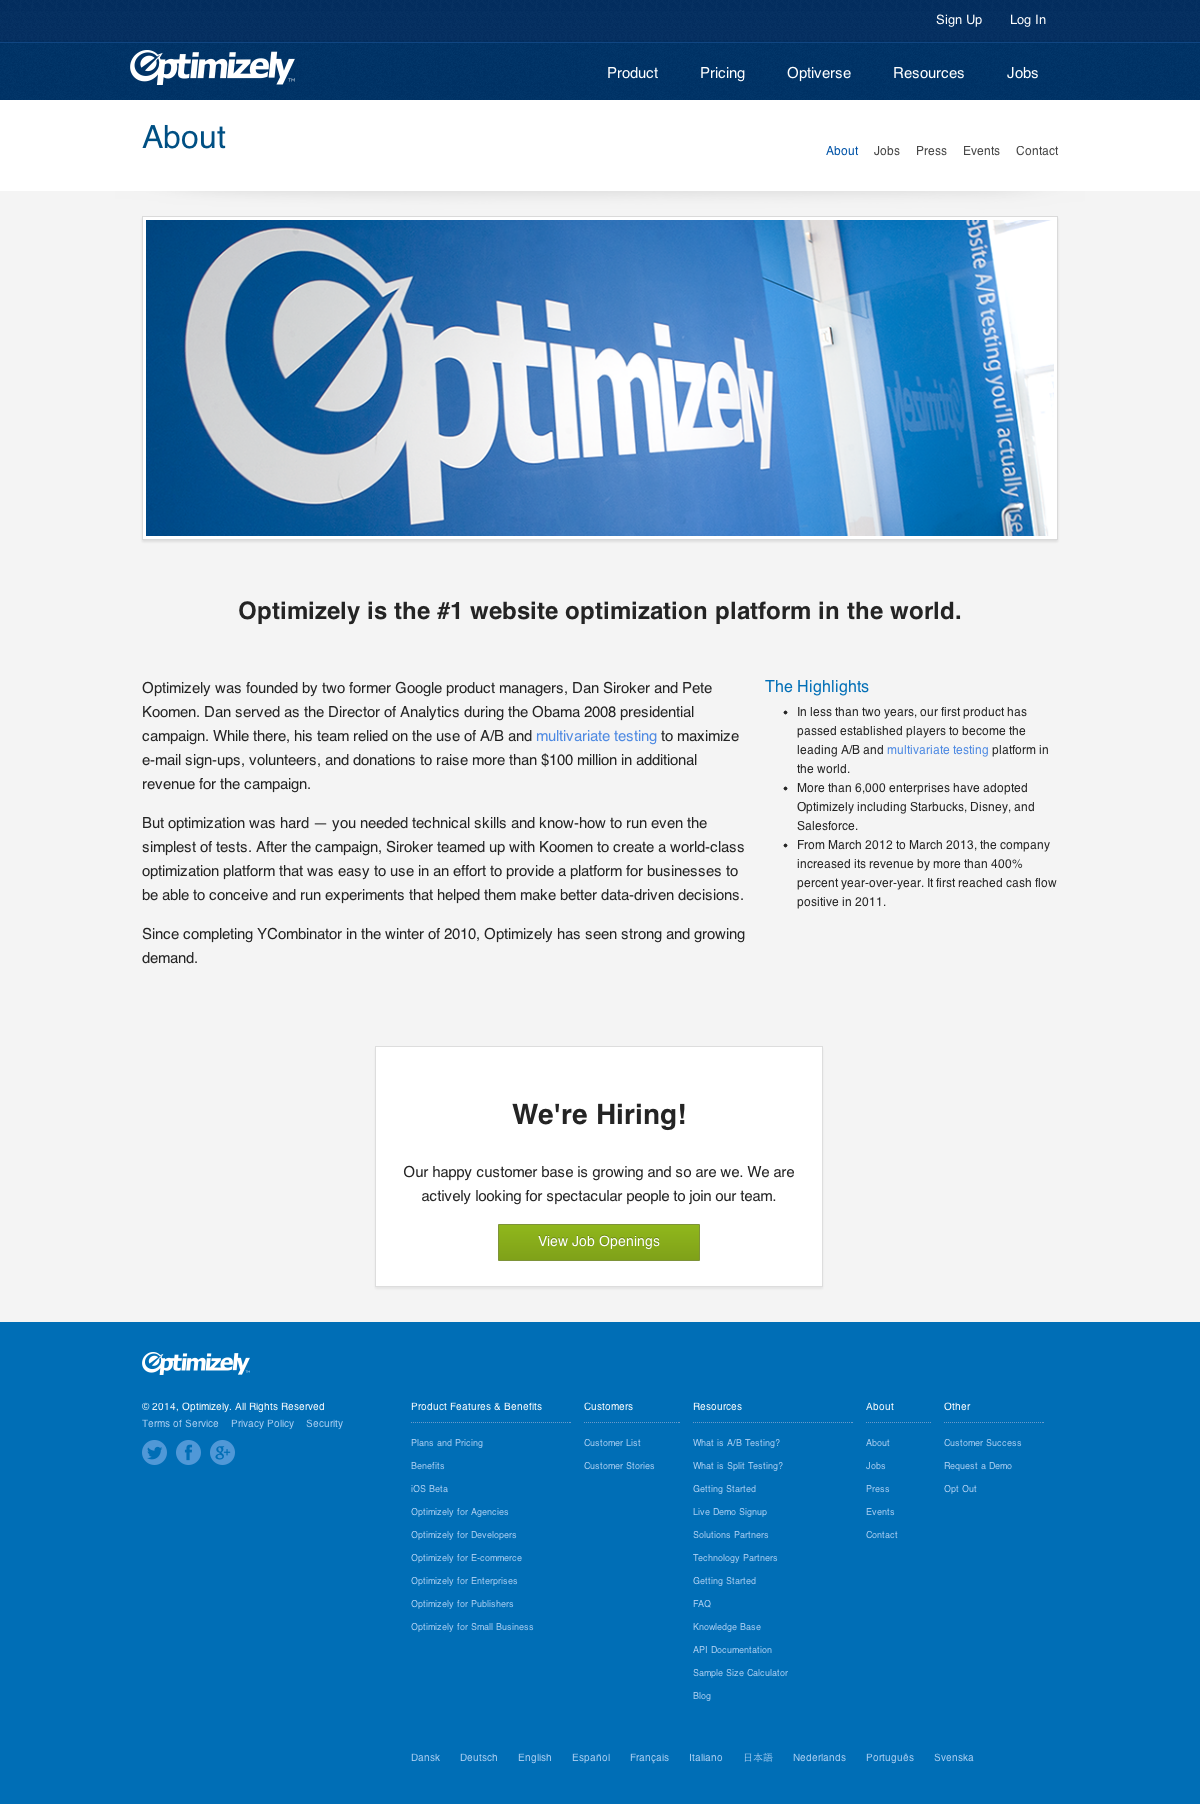 Sign Up Log In
Optimizely™
Product Pricing Optiverse Resources Jobs
About
About Jobs Press Events Contact
Optimizely
ebsite A/B testing you'll actually use
Optimizely
Optimizely is the #1 website optimization platform in the world.
Optimizely was founded by two former Google product managers, Dan Siroker and Pete
Koomen. Dan served as the Director of Analytics during the Obama 2008 presidential
campaign. While there, his team relied on the use of A/B and multivariate testing to maximize
e-mail sign-ups, volunteers, and donations to raise more than $100 million in additional
revenue for the campaign.
But optimization was hard — you needed technical skills and know-how to run even the
simplest of tests. After the campaign, Siroker teamed up with Koomen to create a world-class
optimization platform that was easy to use in an effort to provide a platform for businesses to
be able to conceive and run experiments that helped them make better data-driven decisions.
Since completing YCombinator in the winter of 2010, Optimizely has seen strong and growing
demand.
The Highlights
• In less than two years, our first product has
passed established players to become the
leading A/B and multivariate testing platform in
the world.
• More than 6,000 enterprises have adopted
Optimizely including Starbucks, Disney, and
Salesforce.
• From March 2012 to March 2013, the company
increased its revenue by more than 400%
percent year-over-year. It first reached cash flow
positive in 2011.
We're Hiring!
Our happy customer base is growing and so are we. We are
actively looking for spectacular people to join our team.
View Job Openings
Optimizely
© 2014, Optimizely. All Rights Reserved
Terms of Service Privacy Policy Security
Product Features & Benefits
Plans and Pricing
Benefits
iOS Beta
Optimizely for Agencies
Optimizely for Developers
Optimizely for E-commerce
Optimizely for Enterprises
Optimizely for Publishers
Optimizely for Small Business
Customers
Customer List
Customer Stories
Resources
What is A/B Testing?
What is Split Testing?
Getting Started
Live Demo Signup
Solutions Partners
Technology Partners
Getting Started
FAQ
Knowledge Base
API Documentation
Sample Size Calculator
Blog
About
About
Jobs
Press
Events
Contact
Other
Customer Success
Request a Demo
Opt Out
Dansk Deutsch English Español Français Italiano 日本語 Nederlands Português Svenska